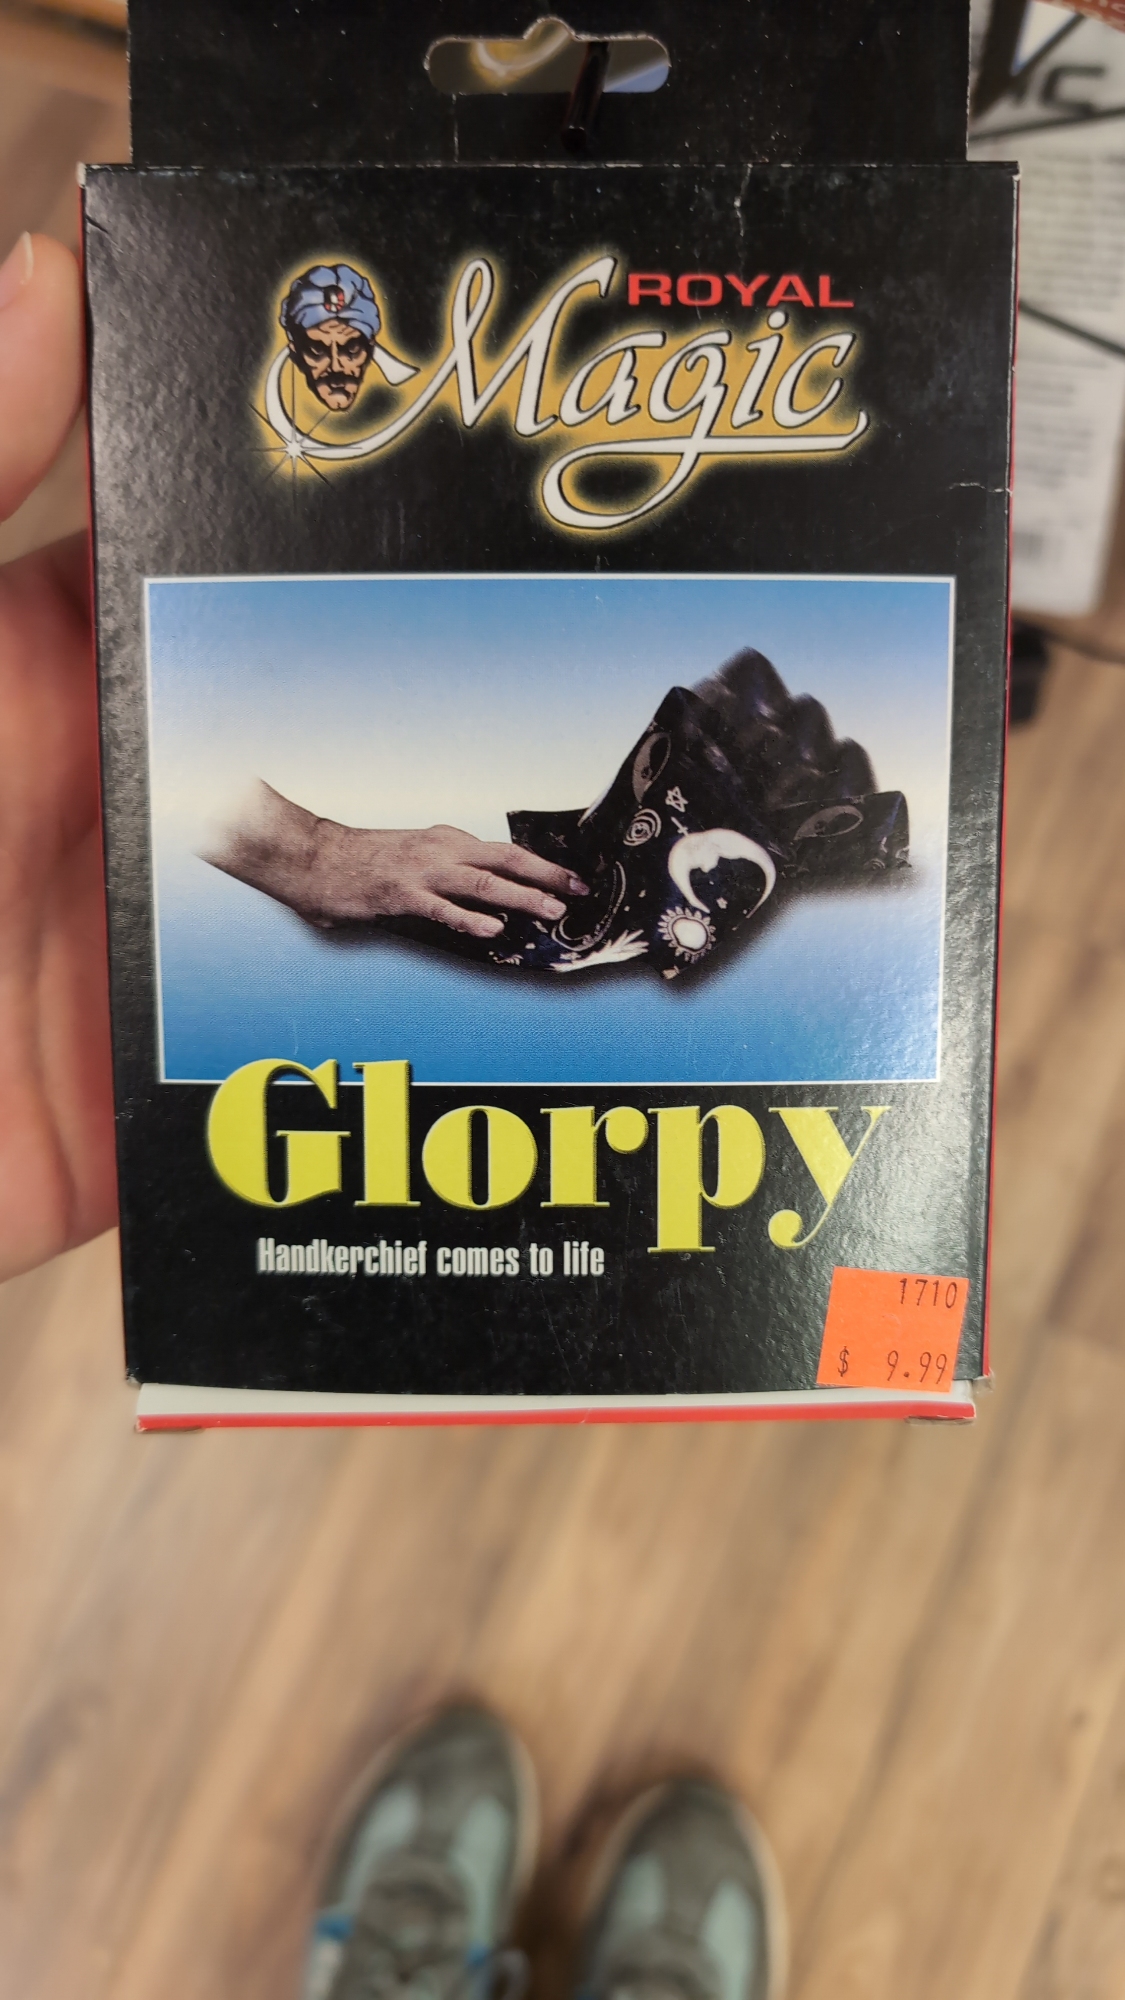 ROYAL
Magic
Glorpy
Handkerchief comes to life
1710
$ 9.99